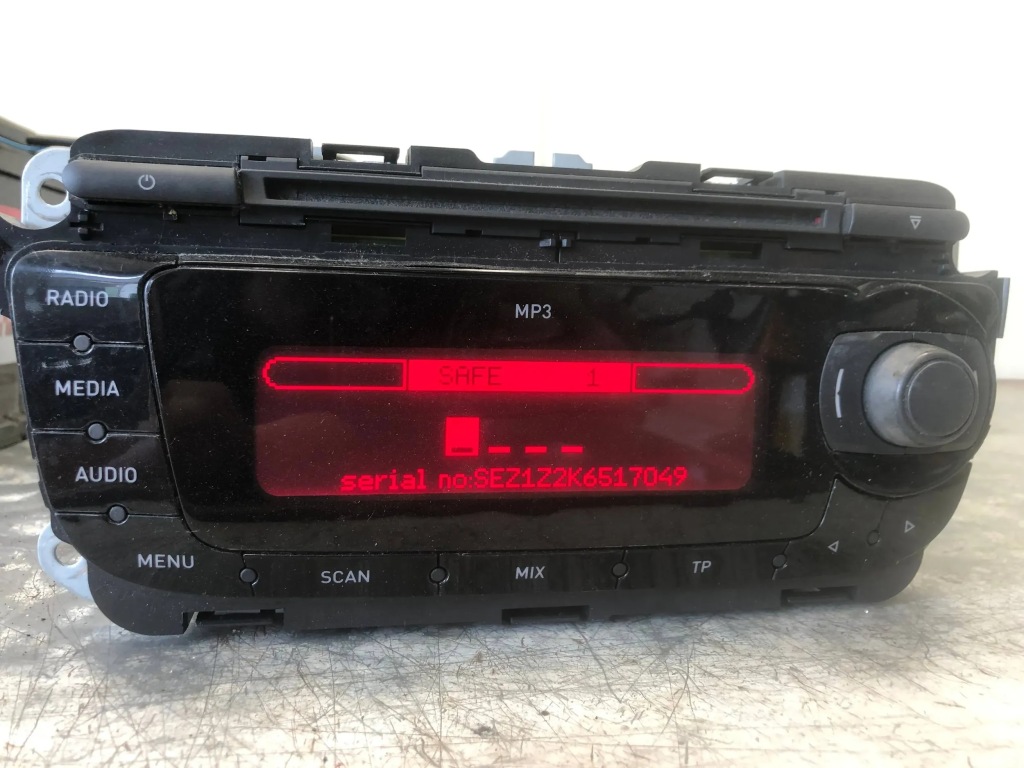 RADIO
MP3
MEDIA
SAFE 1
AUDIO
serial no:SEZ1Z2K6517049
MENU
SCAN
MIX
TP